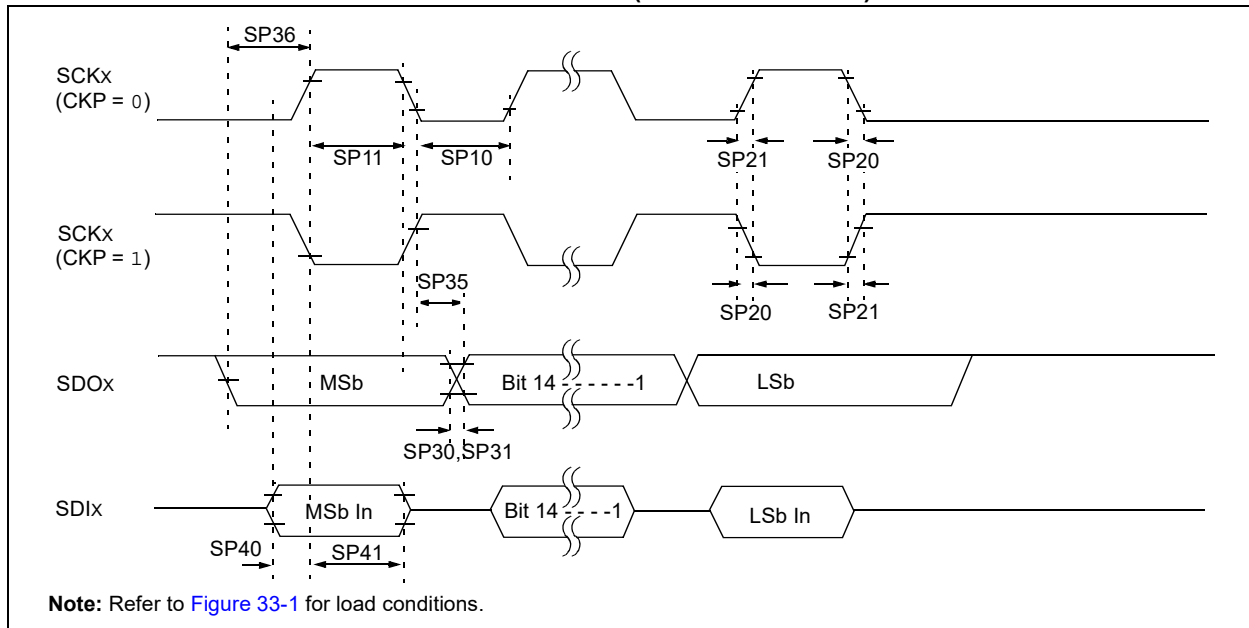 SP36
SCKx
(CKP = 0)
SP11
SP10
SP21
SP20
SCKx
(CKP = 1)
SP35
SP20
SP21
SDOx
MSb
Bit 14 - - - - - -1
LSb
SP30,SP31
SDIx
MSb In
Bit 14 - - - -1
LSb In
SP40
SP41
Note: Refer to Figure 33-1 for load conditions.